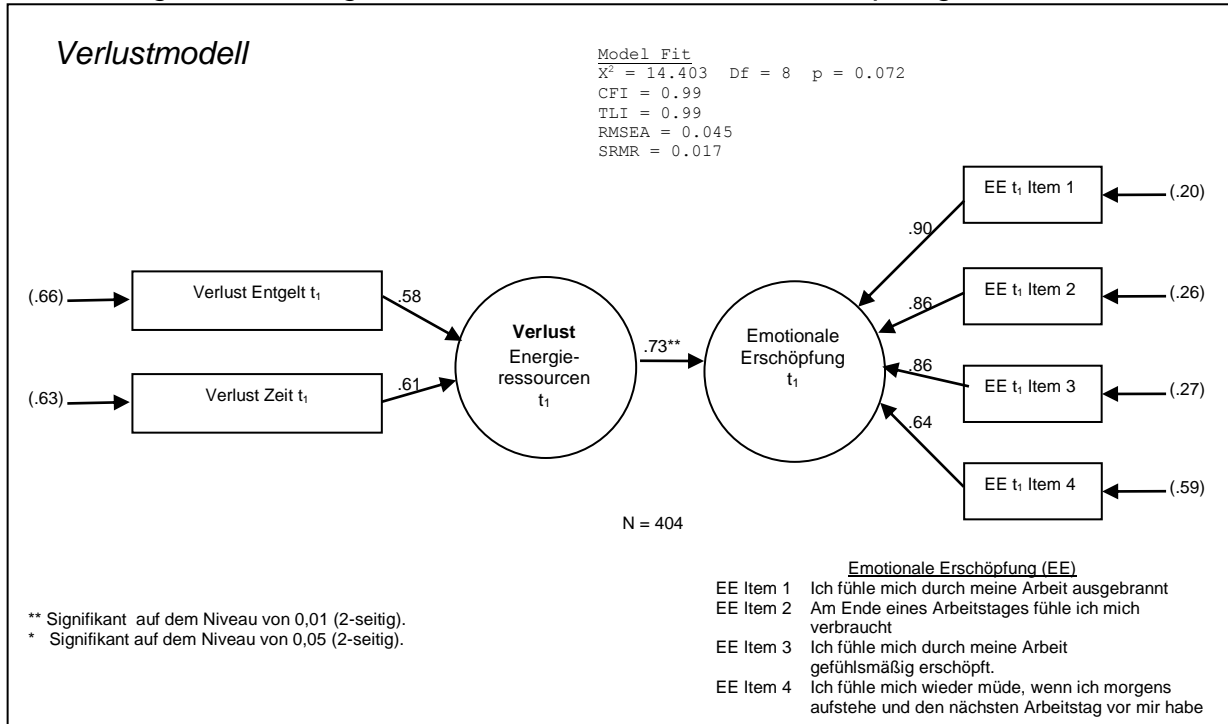 Verlustmodell
Model Fit
X² = 14.403 Df = 8 p = 0.072
CFI = 0.99
TLI = 0.99
RMSEA = 0.045
SRMR = 0.017
(.66)
Verlust Entgelt t₁
.58
(.63)
Verlust Zeit t₁
.61
Verlust
Energie-
ressourcen
t₁
.73**
Emotionale
Erschöpfung
t₁
.90
EE t₁ Item 1
(.20)
.86
EE t₁ Item 2
(.26)
.86
EE t₁ Item 3
(.27)
.64
EE t₁ Item 4
(.59)
N = 404
** Signifikant auf dem Niveau von 0,01 (2-seitig).
* Signifikant auf dem Niveau von 0,05 (2-seitig).
Emotionale Erschöpfung (EE)
EE Item 1 Ich fühle mich durch meine Arbeit ausgebrannt
EE Item 2 Am Ende eines Arbeitstages fühle ich mich
verbraucht
EE Item 3 Ich fühle mich durch meine Arbeit
gefühlsmäßig erschöpft.
EE Item 4 Ich fühle mich wieder müde, wenn ich morgens
aufstehe und den nächsten Arbeitstag vor mir habe